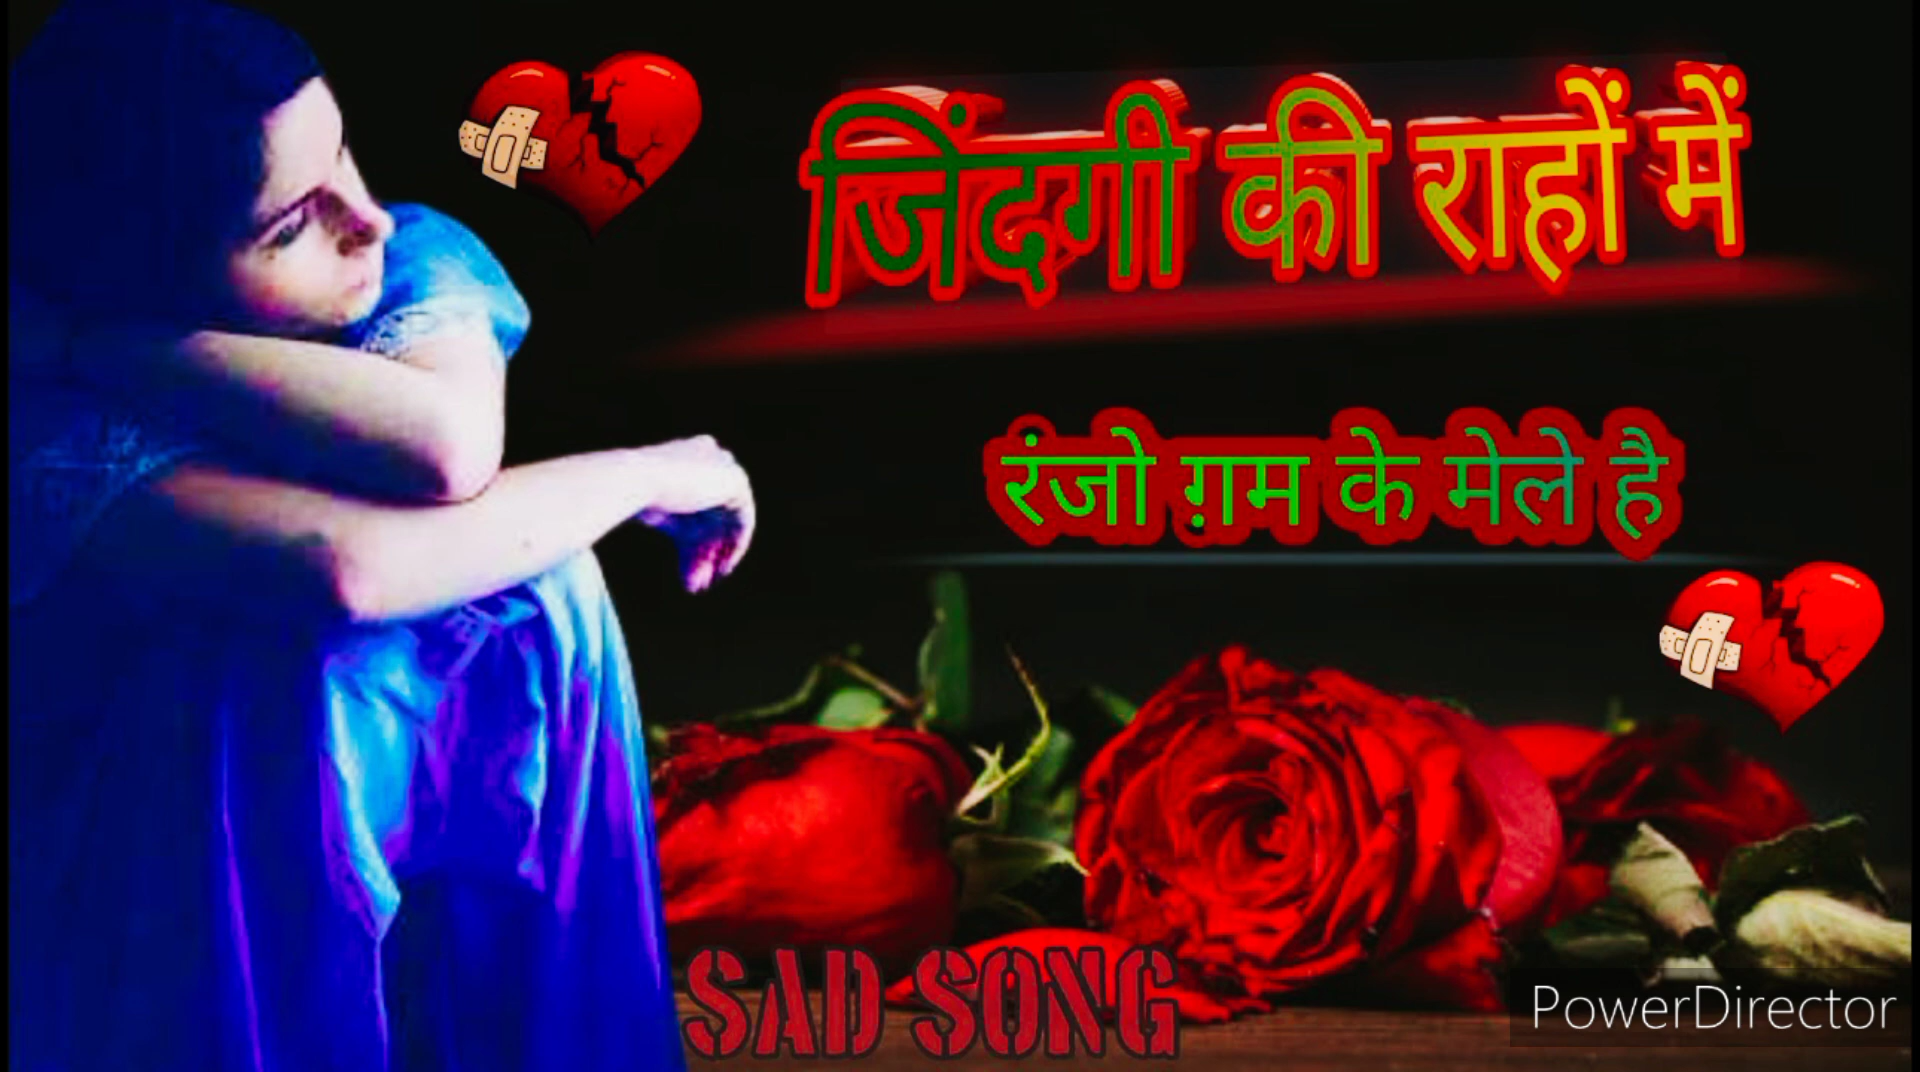 जिंदगी की राहों में
रंजो ग़म के मेले है
SAD SONG
PowerDirector